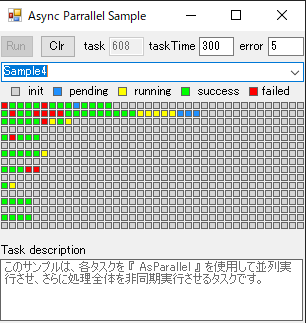 Async Parrallel Sample
Run Clr task 608 taskTime 300 error 5
Sample4
init pending yunning success failed
Task description
このサンプルは、各タスクを『 AsParallel 』を使用して並列実
行させ、さらに処理全体を非同期実行させるタスクです。